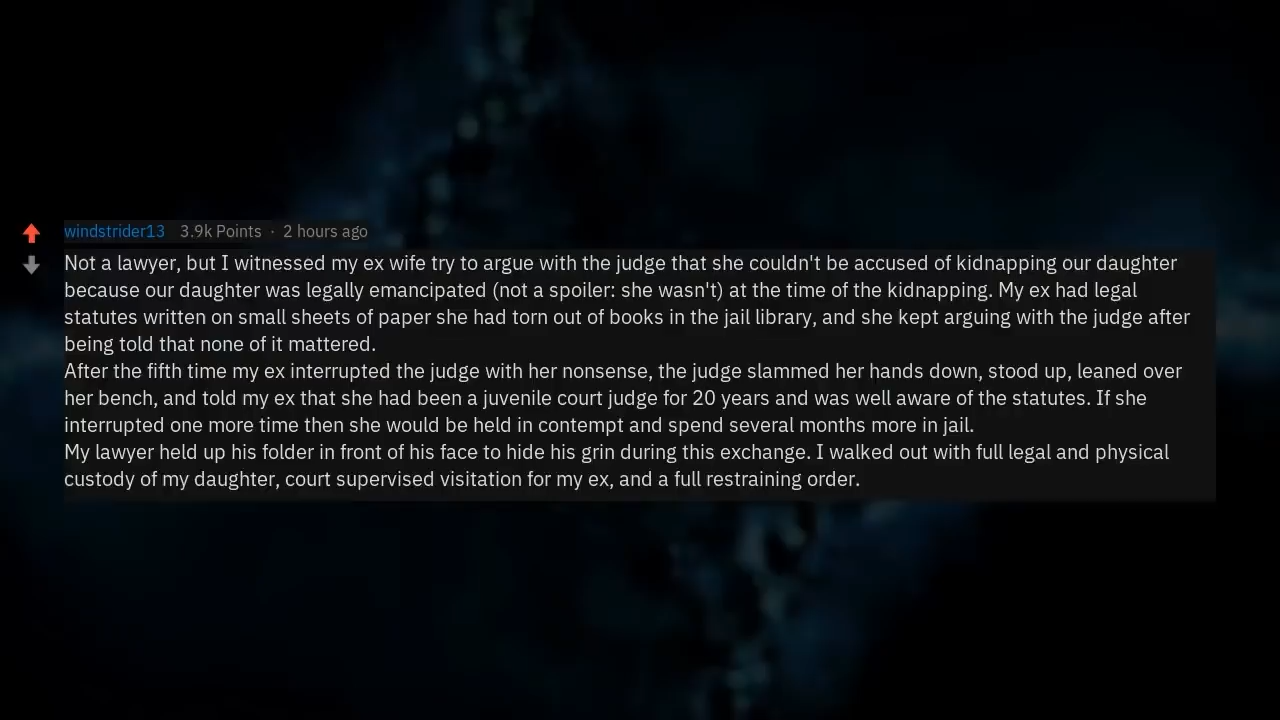 windstrider13 3.9k Points · 2 hours ago
Not a lawyer, but I witnessed my ex wife try to argue with the judge that she couldn't be accused of kidnapping our daughter
because our daughter was legally emancipated (not a spoiler: she wasn't) at the time of the kidnapping. My ex had legal
statutes written on small sheets of paper she had torn out of books in the jail library, and she kept arguing with the judge after
being told that none of it mattered.
After the fifth time my ex interrupted the judge with her nonsense, the judge slammed her hands down, stood up, leaned over
her bench, and told my ex that she had been a juvenile court judge for 20 years and was well aware of the statutes. If she
interrupted one more time then she would be held in contempt and spend several months more in jail.
My lawyer held up his folder in front of his face to hide his grin during this exchange. I walked out with full legal and physical
custody of my daughter, court supervised visitation for my ex, and a full restraining order.